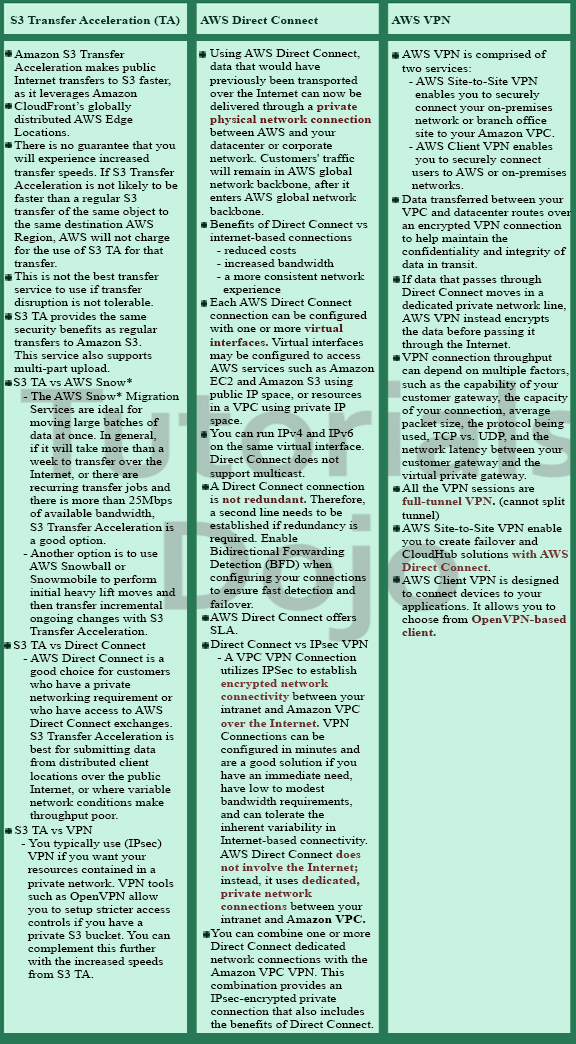 S3 Transfer Acceleration (TA)
Amazon S3 Transfer
Acceleration makes public
Internet transfers to S3 faster,
as it leverages Amazon
CloudFront's globally
distributed AWS Edge
Locations.
There is no guarantee that you
will experience increased
transfer speeds. If S3 Transfer
Acceleration is not likely to be
faster than a regular S3
transfer of the same object to
the same destination AWS
Region, AWS will not charge
for the use of S3 TA for that
transfer.
This is not the best transfer
service to use if transfer
disruption is not tolerable.
S3 TA provides the same
security benefits as regular
transfers to Amazon S3.
This service also supports
multi-part upload.
S3 TA vs AWS Snow*
- The AWS Snow* Migration
Services are ideal for
moving large batches of
data at once. In general,
if it will take more than a
week to transfer over the
Internet, or there are
recurring transfer jobs and
there is more than 25Mbps
of available bandwidth,
S3 Transfer Acceleration is
a good option.
- Another option is to use
AWS Snowball or
Snowmobile to perform
initial heavy lift moves and
then transfer incremental
ongoing changes with S3
Transfer Acceleration.
S3 TA vs Direct Connect
- AWS Direct Connect is a
good choice for customers
who have a private
networking requirement or
who have access to AWS
Direct Connect exchanges.
S3 Transfer Acceleration is
best for submitting data
from distributed client
locations over the public
Internet, or where variable
network conditions make
throughput poor.
S3 TA vs VPN
- You typically use (IPsec)
VPN if you want your
resources contained in a
private network. VPN tools
such as OpenVPN allow
you to setup stricter access
controls if you have a
private S3 bucket. You can
complement this further
with the increased speeds
from S3 TA.
AWS Direct Connect
Using AWS Direct Connect,
data that would have
previously been transported
over the Internet can now be
delivered through a private
physical network connection
between AWS and your
datacenter or corporate
network. Customers' traffic
will remain in AWS global
network backbone, after it
enters AWS global network
backbone.
Benefits of Direct Connect vs
internet-based connections
- reduced costs
- increased bandwidth
- a more consistent network
experience
Each AWS Direct Connect
connection can be configured
with one or more virtual
interfaces. Virtual interfaces
may be configured to access
AWS services such as Amazon
EC2 and Amazon S3 using
public IP space, or resources
in a VPC using private IP
space.
You can run IPv4 and IPv6
on the same virtual interface.
Direct Connect does not
support multicast.
A Direct Connect connection
is not redundant. Therefore,
a second line needs to be
established if redundancy is
required. Enable
Bidirectional Forwarding
Detection (BFD) when
configuring your connections
to ensure fast detection and
failover.
AWS Direct Connect offers
SLA.
Direct Connect vs IPsec VPN
- A VPC VPN Connection
utilizes IPSec to establish
encrypted network
connectivity between your
intranet and Amazon VPC
over the Internet. VPN
Connections can be
configured in minutes and
are a good solution if you
have an immediate need,
have low to modest
bandwidth requirements,
and can tolerate the
inherent variability in
Internet-based connectivity.
AWS Direct Connect does
not involve the Internet;
instead, it uses dedicated,
private network
connections between your
intranet and Amazon VPC.
You can combine one or more
Direct Connect dedicated
network connections with the
Amazon VPC VPN. This
combination provides an
IPsec-encrypted private
connection that also includes
the benefits of Direct Connect.
AWS VPN
AWS VPN is comprised of
two services:
- AWS Site-to-Site VPN
enables you to securely
connect your on-premises
network or branch office
site to your Amazon VPC.
- AWS Client VPN enables
you to securely connect
users to AWS or on-premises
networks.
Data transferred between your
VPC and datacenter routes over
an encrypted VPN connection
to help maintain the
confidentiality and integrity of
data in transit.
If data that passes through
Direct Connect moves in a
dedicated private network line,
AWS VPN instead encrypts
the data before passing it
through the Internet.
VPN connection throughput
can depend on multiple factors,
such as the capability of your
customer gateway, the capacity
of your connection, average
packet size, the protocol being
used, TCP vs. UDP, and the
network latency between your
customer gateway and the
virtual private gateway.
All the VPN sessions are
full-tunnel VPN. (cannot split
tunnel)
AWS Site-to-Site VPN enable
you to create failover and
CloudHub solutions with AWS
Direct Connect.
AWS Client VPN is designed
to connect devices to your
applications. It allows you to
choose from OpenVPN-based
client.
Tutorials
Dojo